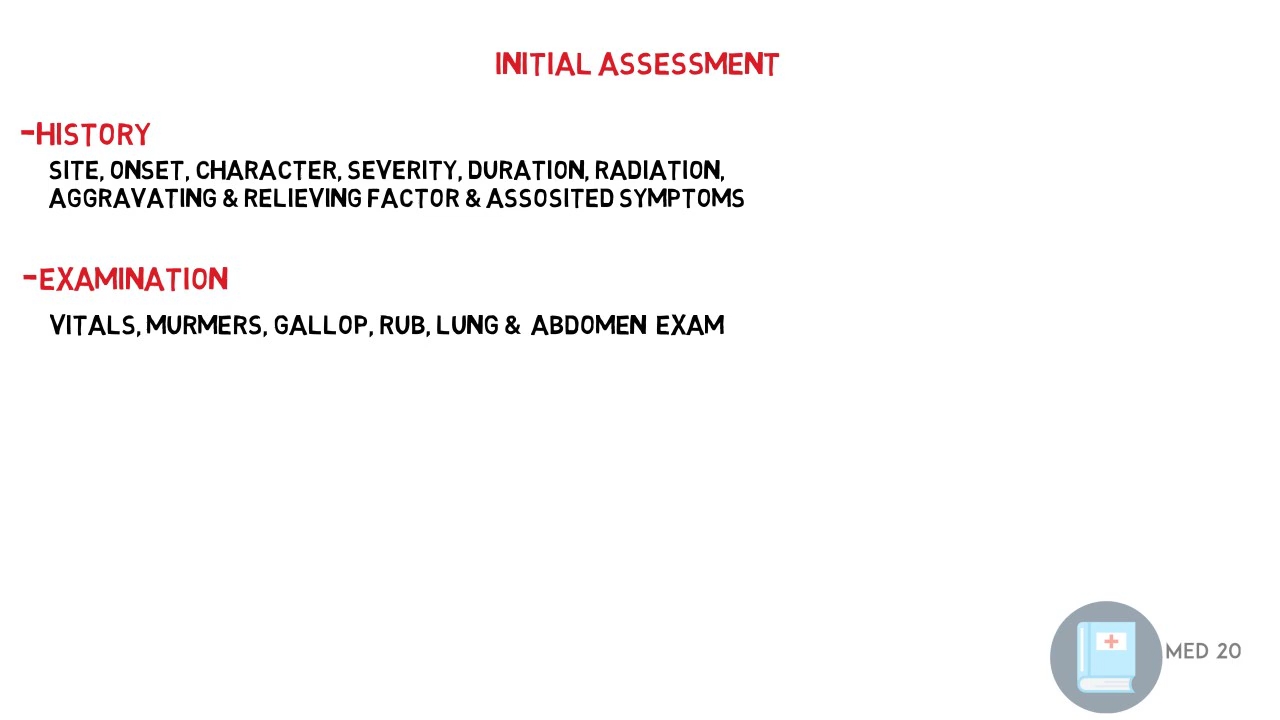 INITIAL ASSESSMENT
-HISTORY
SITE, ONSET, CHARACTER, SEVERITY, DURATION, RADIATION,
AGGRAVATING & RELIEVING FACTOR & ASSOSITED SYMPTOMS
-EXAMINATION
VITALS, MURMERS, GALLOP, RUB, LUNG & ABDOMEN EXAM
MED 20